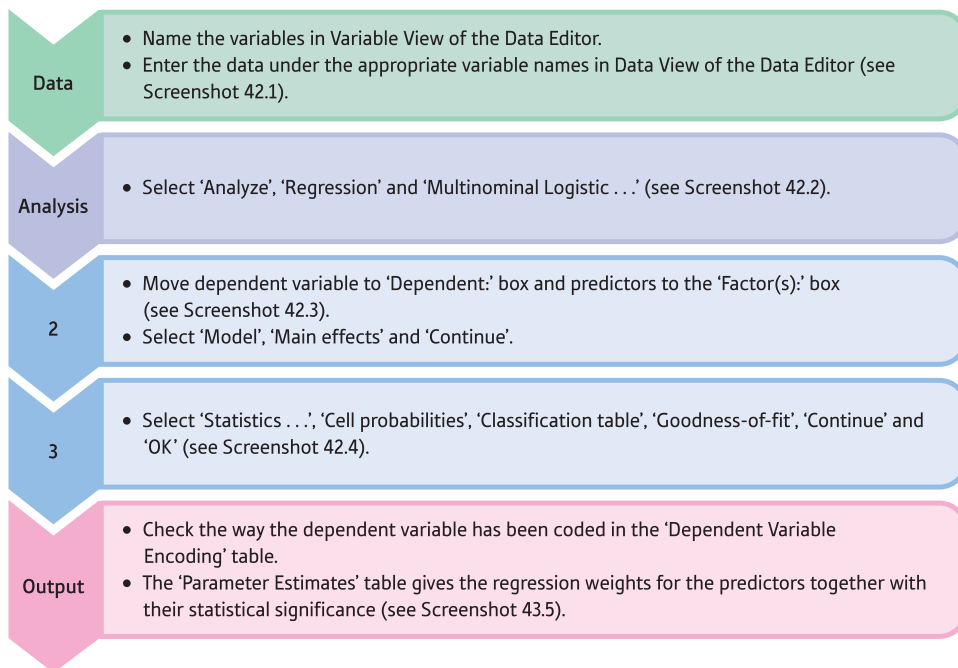 Data
• Name the variables in Variable View of the Data Editor.
• Enter the data under the appropriate variable names in Data View of the Data Editor (see
Screenshot 42.1).
Analysis
• Select ‘Analyze’, ‘Regression’ and ‘Multinominal Logistic . . .’ (see Screenshot 42.2).
2
• Move dependent variable to ‘Dependent:’ box and predictors to the ‘Factor(s):’ box
(see Screenshot 42.3).
• Select ‘Model’, ‘Main effects’ and ‘Continue’.
3
• Select ‘Statistics . . .’, ‘Cell probabilities’, ‘Classification table’, ‘Goodness-of-fit’, ‘Continue’ and
‘OK’ (see Screenshot 42.4).
Output
• Check the way the dependent variable has been coded in the ‘Dependent Variable
Encoding’ table.
• The ‘Parameter Estimates’ table gives the regression weights for the predictors together with
their statistical significance (see Screenshot 43.5).